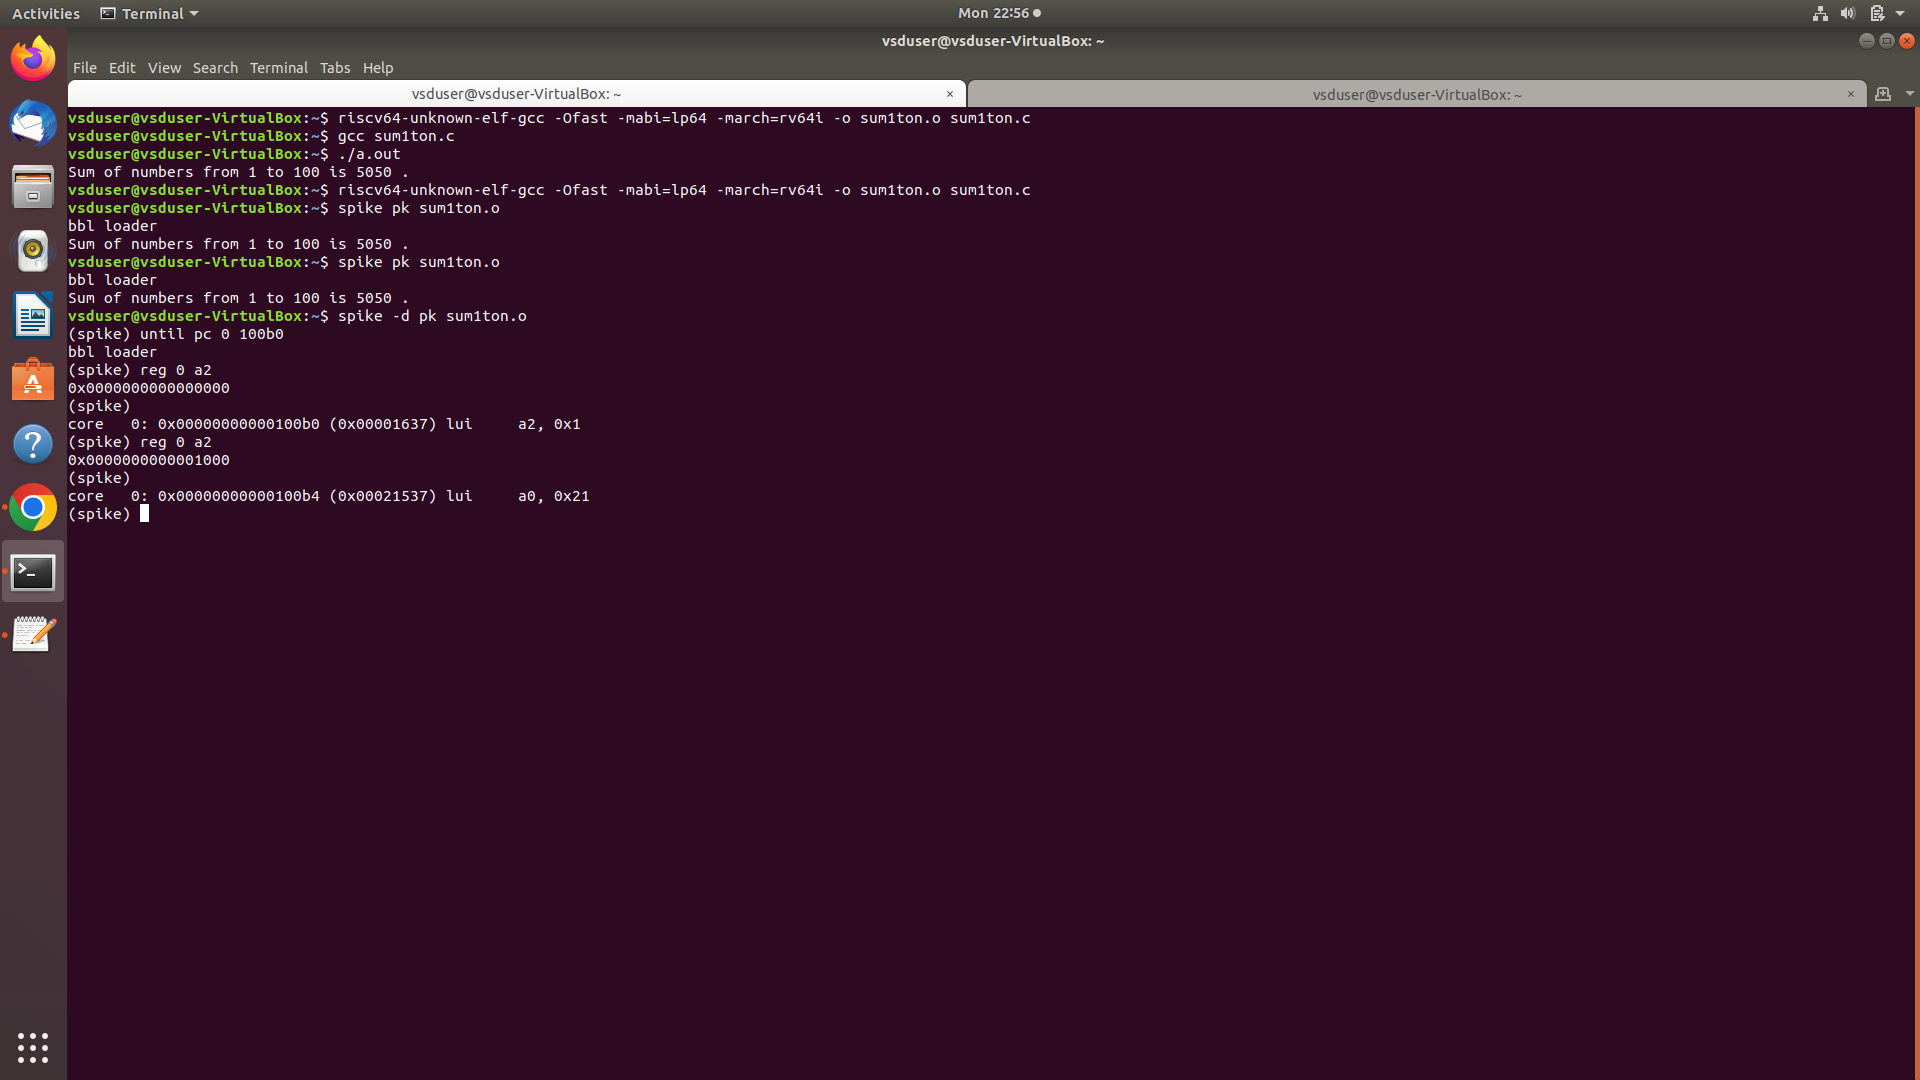 Activities Terminal Mon 22:56
vsduser@vsduser-VirtualBox: ~
File Edit View Search Terminal Tabs Help
vsduser@vsduser-VirtualBox: ~ × vsduser@vsduser-VirtualBox: ~ ×
vsduser@vsduser-VirtualBox:~$ riscv64-unknown-elf-gcc -Ofast -mabi=lp64 -march=rv64i -o sum1ton.o sum1ton.c
vsduser@vsduser-VirtualBox:~$ gcc sum1ton.c
vsduser@vsduser-VirtualBox:~$ ./a.out
Sum of numbers from 1 to 100 is 5050 .
vsduser@vsduser-VirtualBox:~$ riscv64-unknown-elf-gcc -Ofast -mabi=lp64 -march=rv64i -o sum1ton.o sum1ton.c
vsduser@vsduser-VirtualBox:~$ spike pk sum1ton.o
bbl loader
Sum of numbers from 1 to 100 is 5050 .
vsduser@vsduser-VirtualBox:~$ spike pk sum1ton.o
bbl loader
Sum of numbers from 1 to 100 is 5050 .
vsduser@vsduser-VirtualBox:~$ spike -d pk sum1ton.o
(spike) until pc 0 100b0
bbl loader
(spike) reg 0 a2
0x0000000000000000
(spike)
core   0: 0x00000000000100b0 (0x00001637) lui     a2, 0x1
(spike) reg 0 a2
0x0000000000001000
(spike)
core   0: 0x00000000000100b4 (0x00021537) lui     a0, 0x21
(spike)